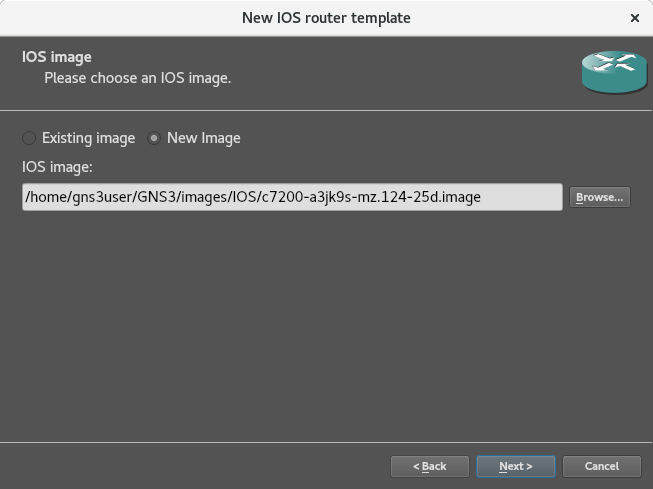 New IOS router template
IOS image
Please choose an IOS image.
Existing image New Image
IOS image:
/home/gns3user/GNS3/images/IOS/c7200-a3jk9s-mz.124-25d.image Browse...
< Back Next > Cancel